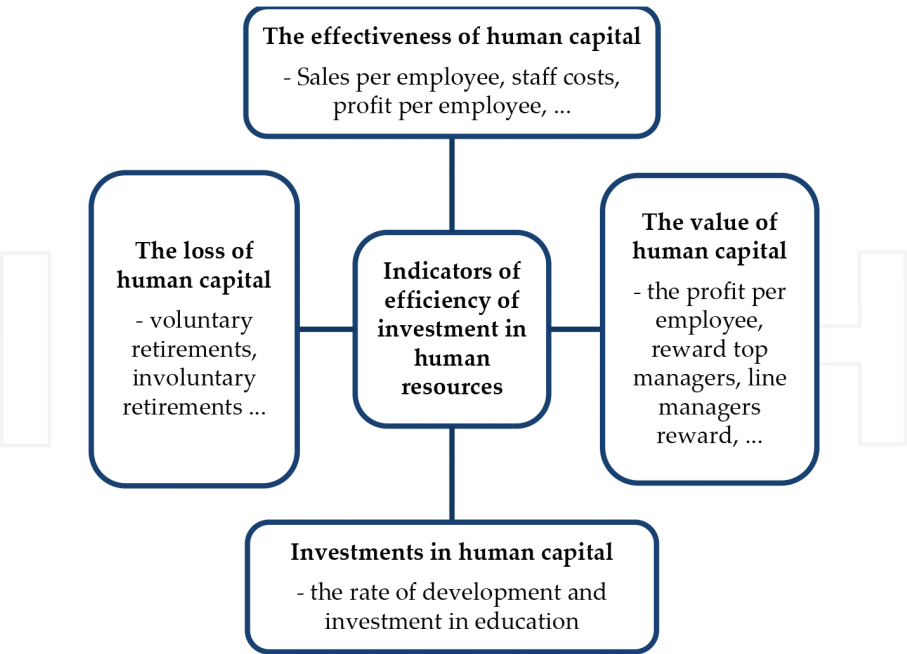 The effectiveness of human capital
- Sales per employee, staff costs,
profit per employee, ...
The loss of
human capital
- voluntary
retirements,
involuntary
retirements ...
Indicators of
efficiency of
investment in
human
resources
The value of
human capital
- the profit per
employee,
reward top
managers, line
managers
reward, ...
Investments in human capital
- the rate of development and
investment in education